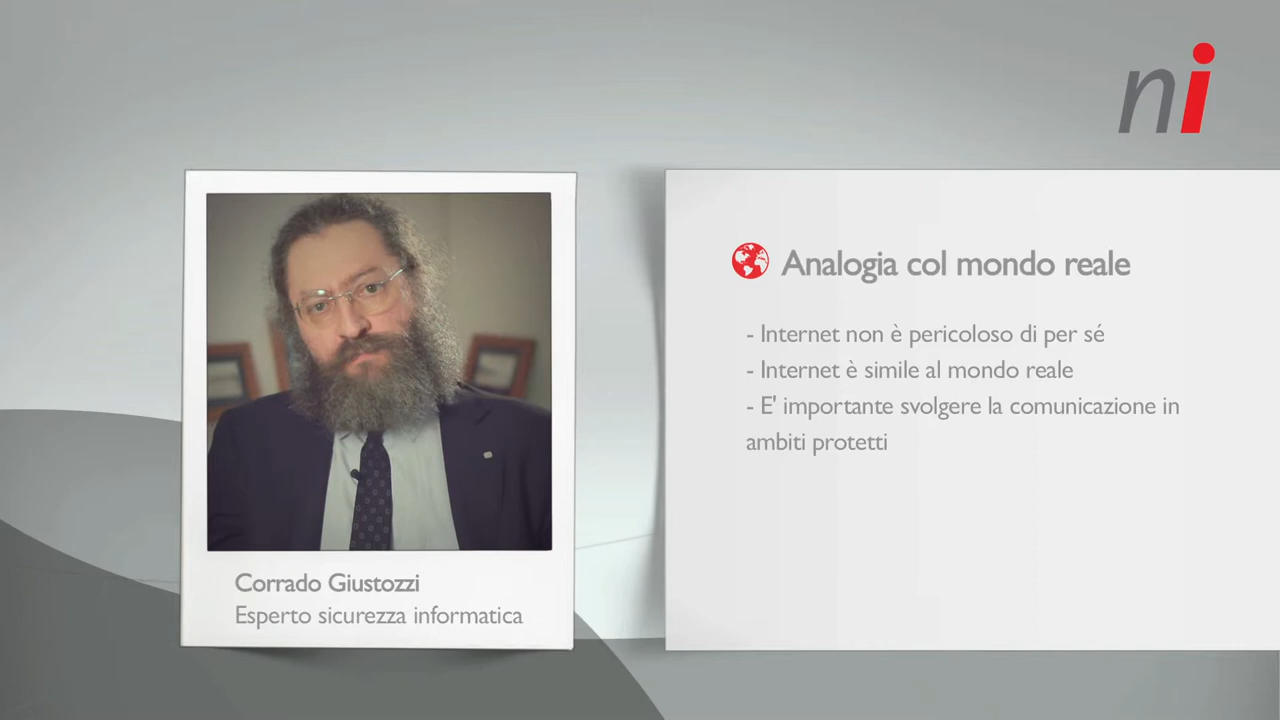 ni
Analogia col mondo reale
- Internet non è pericoloso di per sé
- Internet è simile al mondo reale
- E' importante svolgere la comunicazione in
ambiti protetti
Corrado Giustozzi
Esperto sicurezza informatica